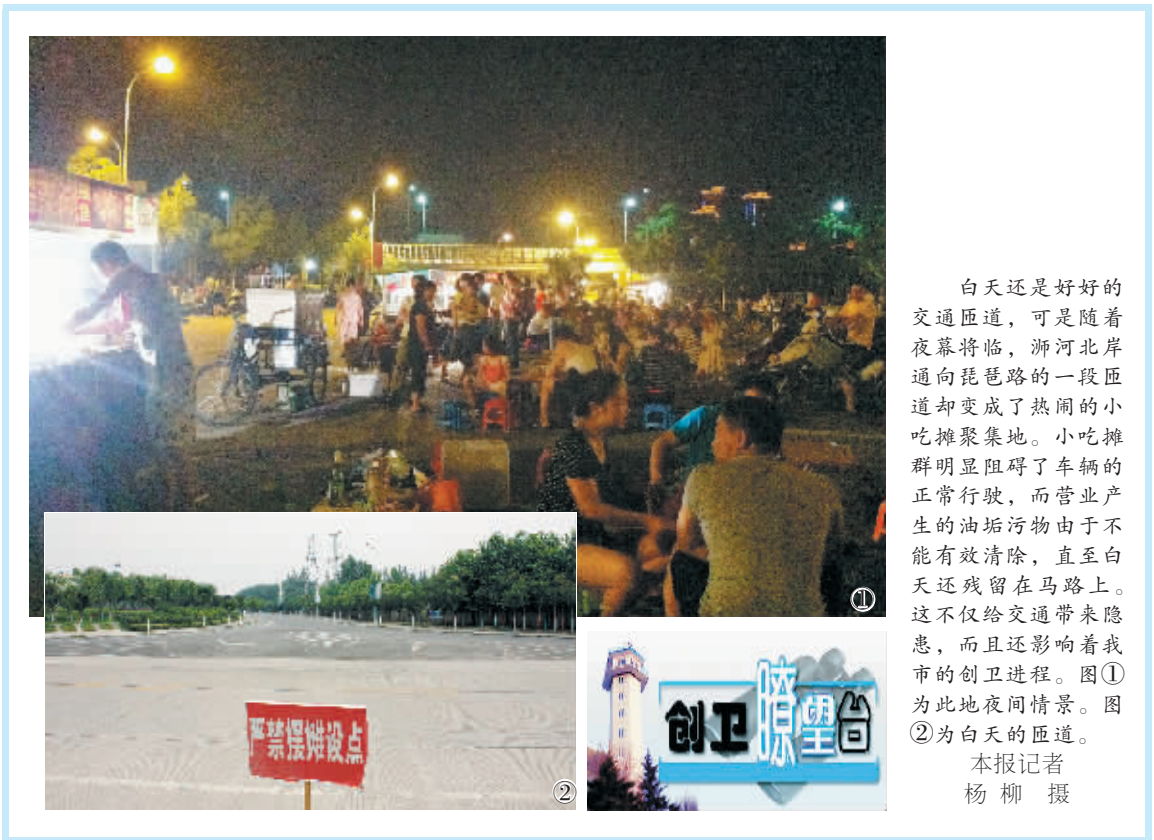 ①
严禁摆摊设点
②
创卫瞭望台
白天还是好好的
交通匝道，可是随着
夜幕将临，浉河北岸
通向琵琶路的一段匝
道却变成了热闹的小
吃摊聚集地。小吃摊
群明显阻碍了车辆的
正常行驶，而营业产
生的油垢污物由于不
能有效清除，直至白
天还残留在马路上。
这不仅给交通带来隐
患，而且还影响着我
市的创卫进程。图①
为此地夜间情景。图
②为白天的匝道。
本报记者
杨 柳 摄